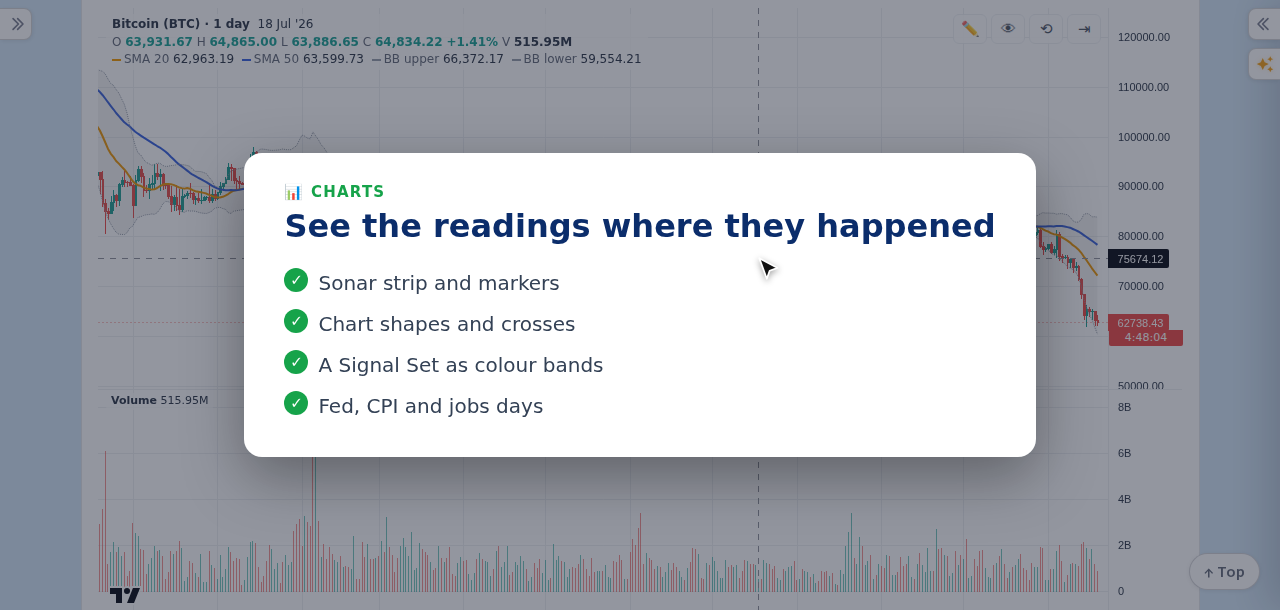 Bitcoin (BTC) · 1 day 18 Jul '26
O 63,931.67 H 64,865.00 L 63,886.65 C 64,834.22 +1.41% V 515.95M
SMA 20 62,963.19 SMA 50 63,599.73 BB upper 66,372.17 BB lower 59,554.21
120000.00
110000.00
100000.00
90000.00
80000.00
75674.12
70000.00
62738.43
4:48:04
50000.00
📊 CHARTS
See the readings where they happened
Sonar strip and markers
Chart shapes and crosses
A Signal Set as colour bands
Fed, CPI and jobs days
Volume 515.95M
8B
6B
4B
2B
0
↑ Top